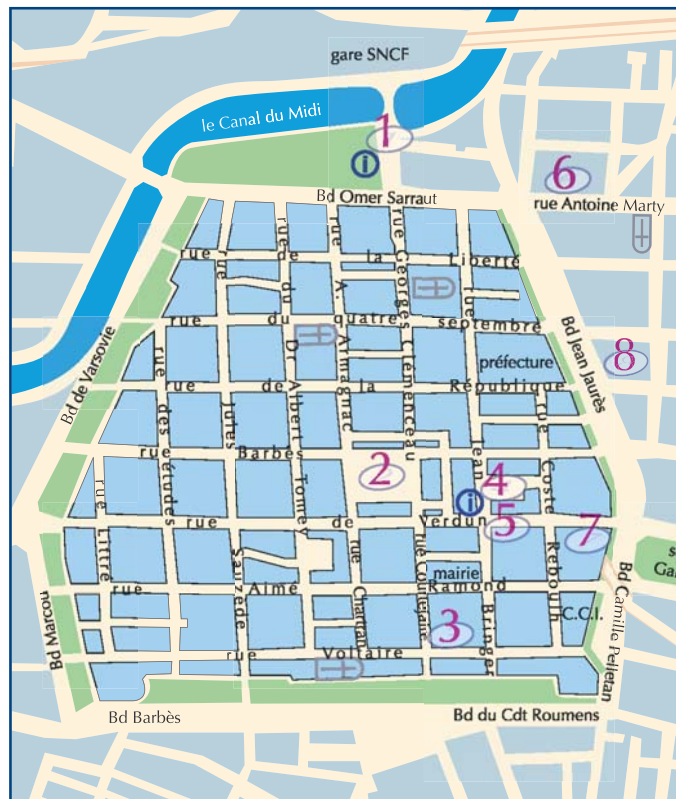 gare SNCF
le Canal du Midi
1
i
6
Bd Omer Sarraut
rue Antoine Marty
rue de la Liberté
rue du quatre septembre
préfecture
8
Bd de Varsovie
Bd Jean Jaurès
rue de la République
rue Barbès
2
4
i
rue de Verdun
5
7
rue Littré
rue des études
rue Jules Sauzède
rue du Dr Albert Tomey
rue A. Armagnac
rue Georges Clémenceau
rue Jean Bringer
rue Coste Reboulh
rue Chartran
rue Courtejaire
mairie
rue Aimé Ramond
C.C.I.
3
rue Voltaire
Bd Marcou
Bd Camille Pelletan
s
Ga
Bd Barbès
Bd du Cdt Roumens